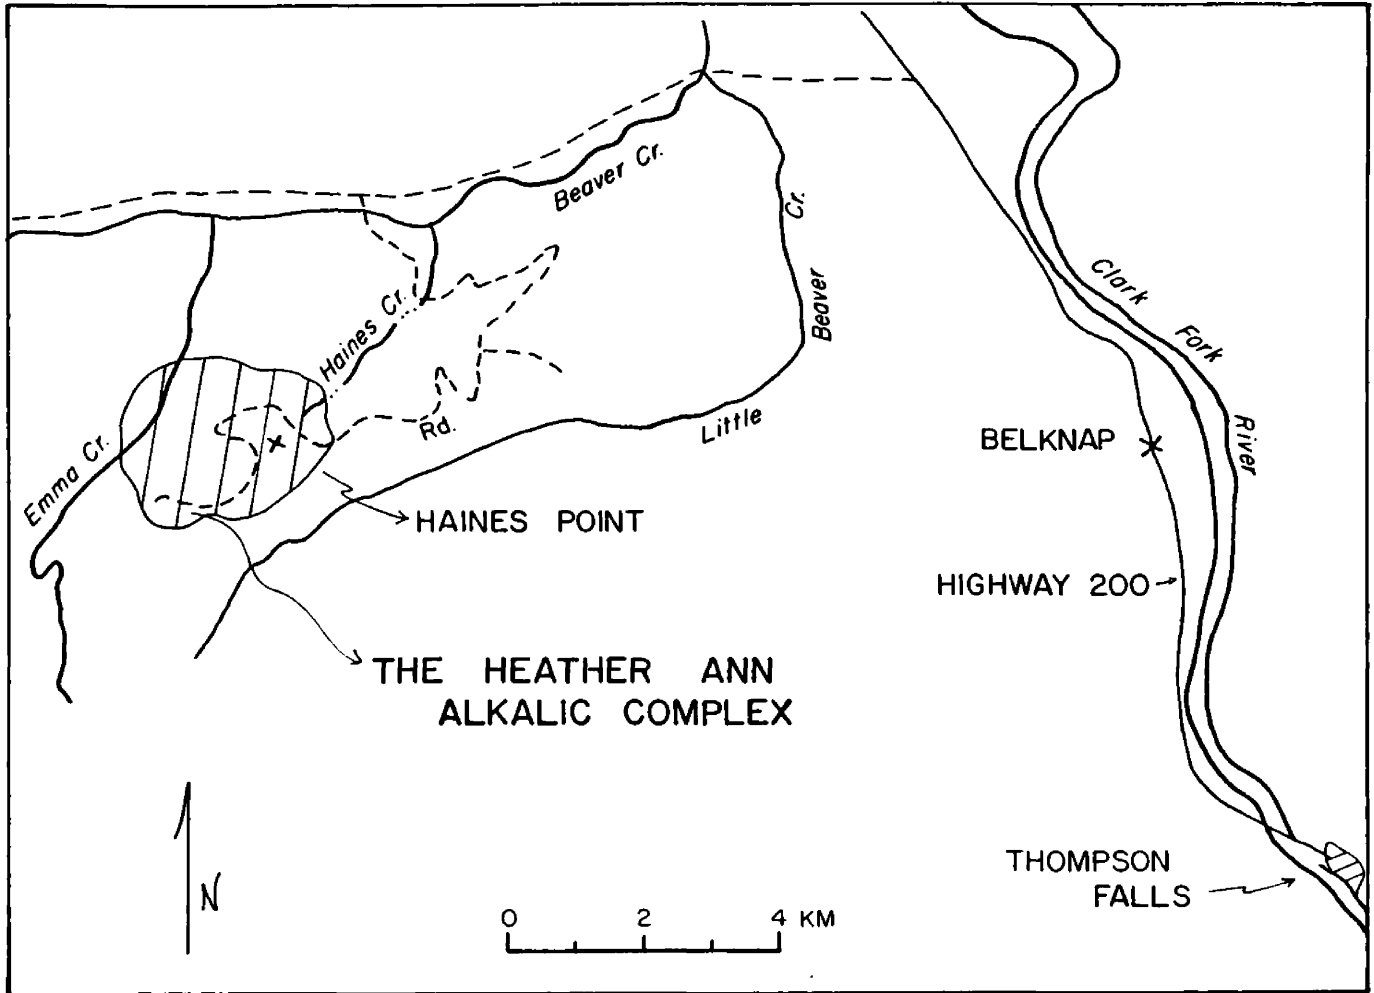 Beaver Cr.
Cr.
Beaver
Little
Haines Cr.
Rd.
Emma Cr.
Clark
Fork
River
BELKNAP
HAINES POINT
HIGHWAY 200
THE HEATHER ANN
ALKALIC COMPLEX
THOMPSON
FALLS
N
0 2 4 KM